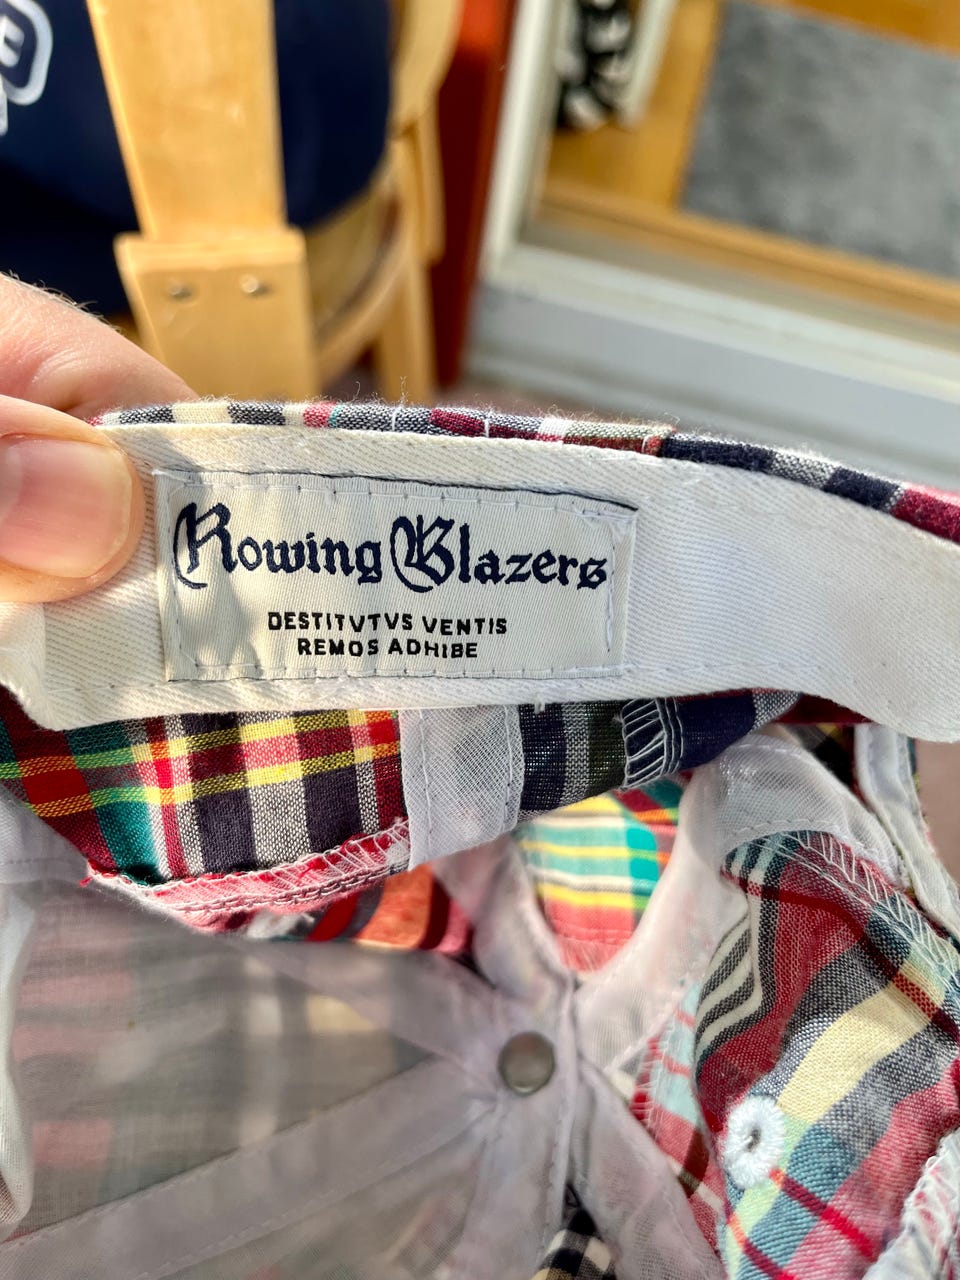 Rowing Blazers
DESTITVTVS VENTIS
REMOS ADHIBE